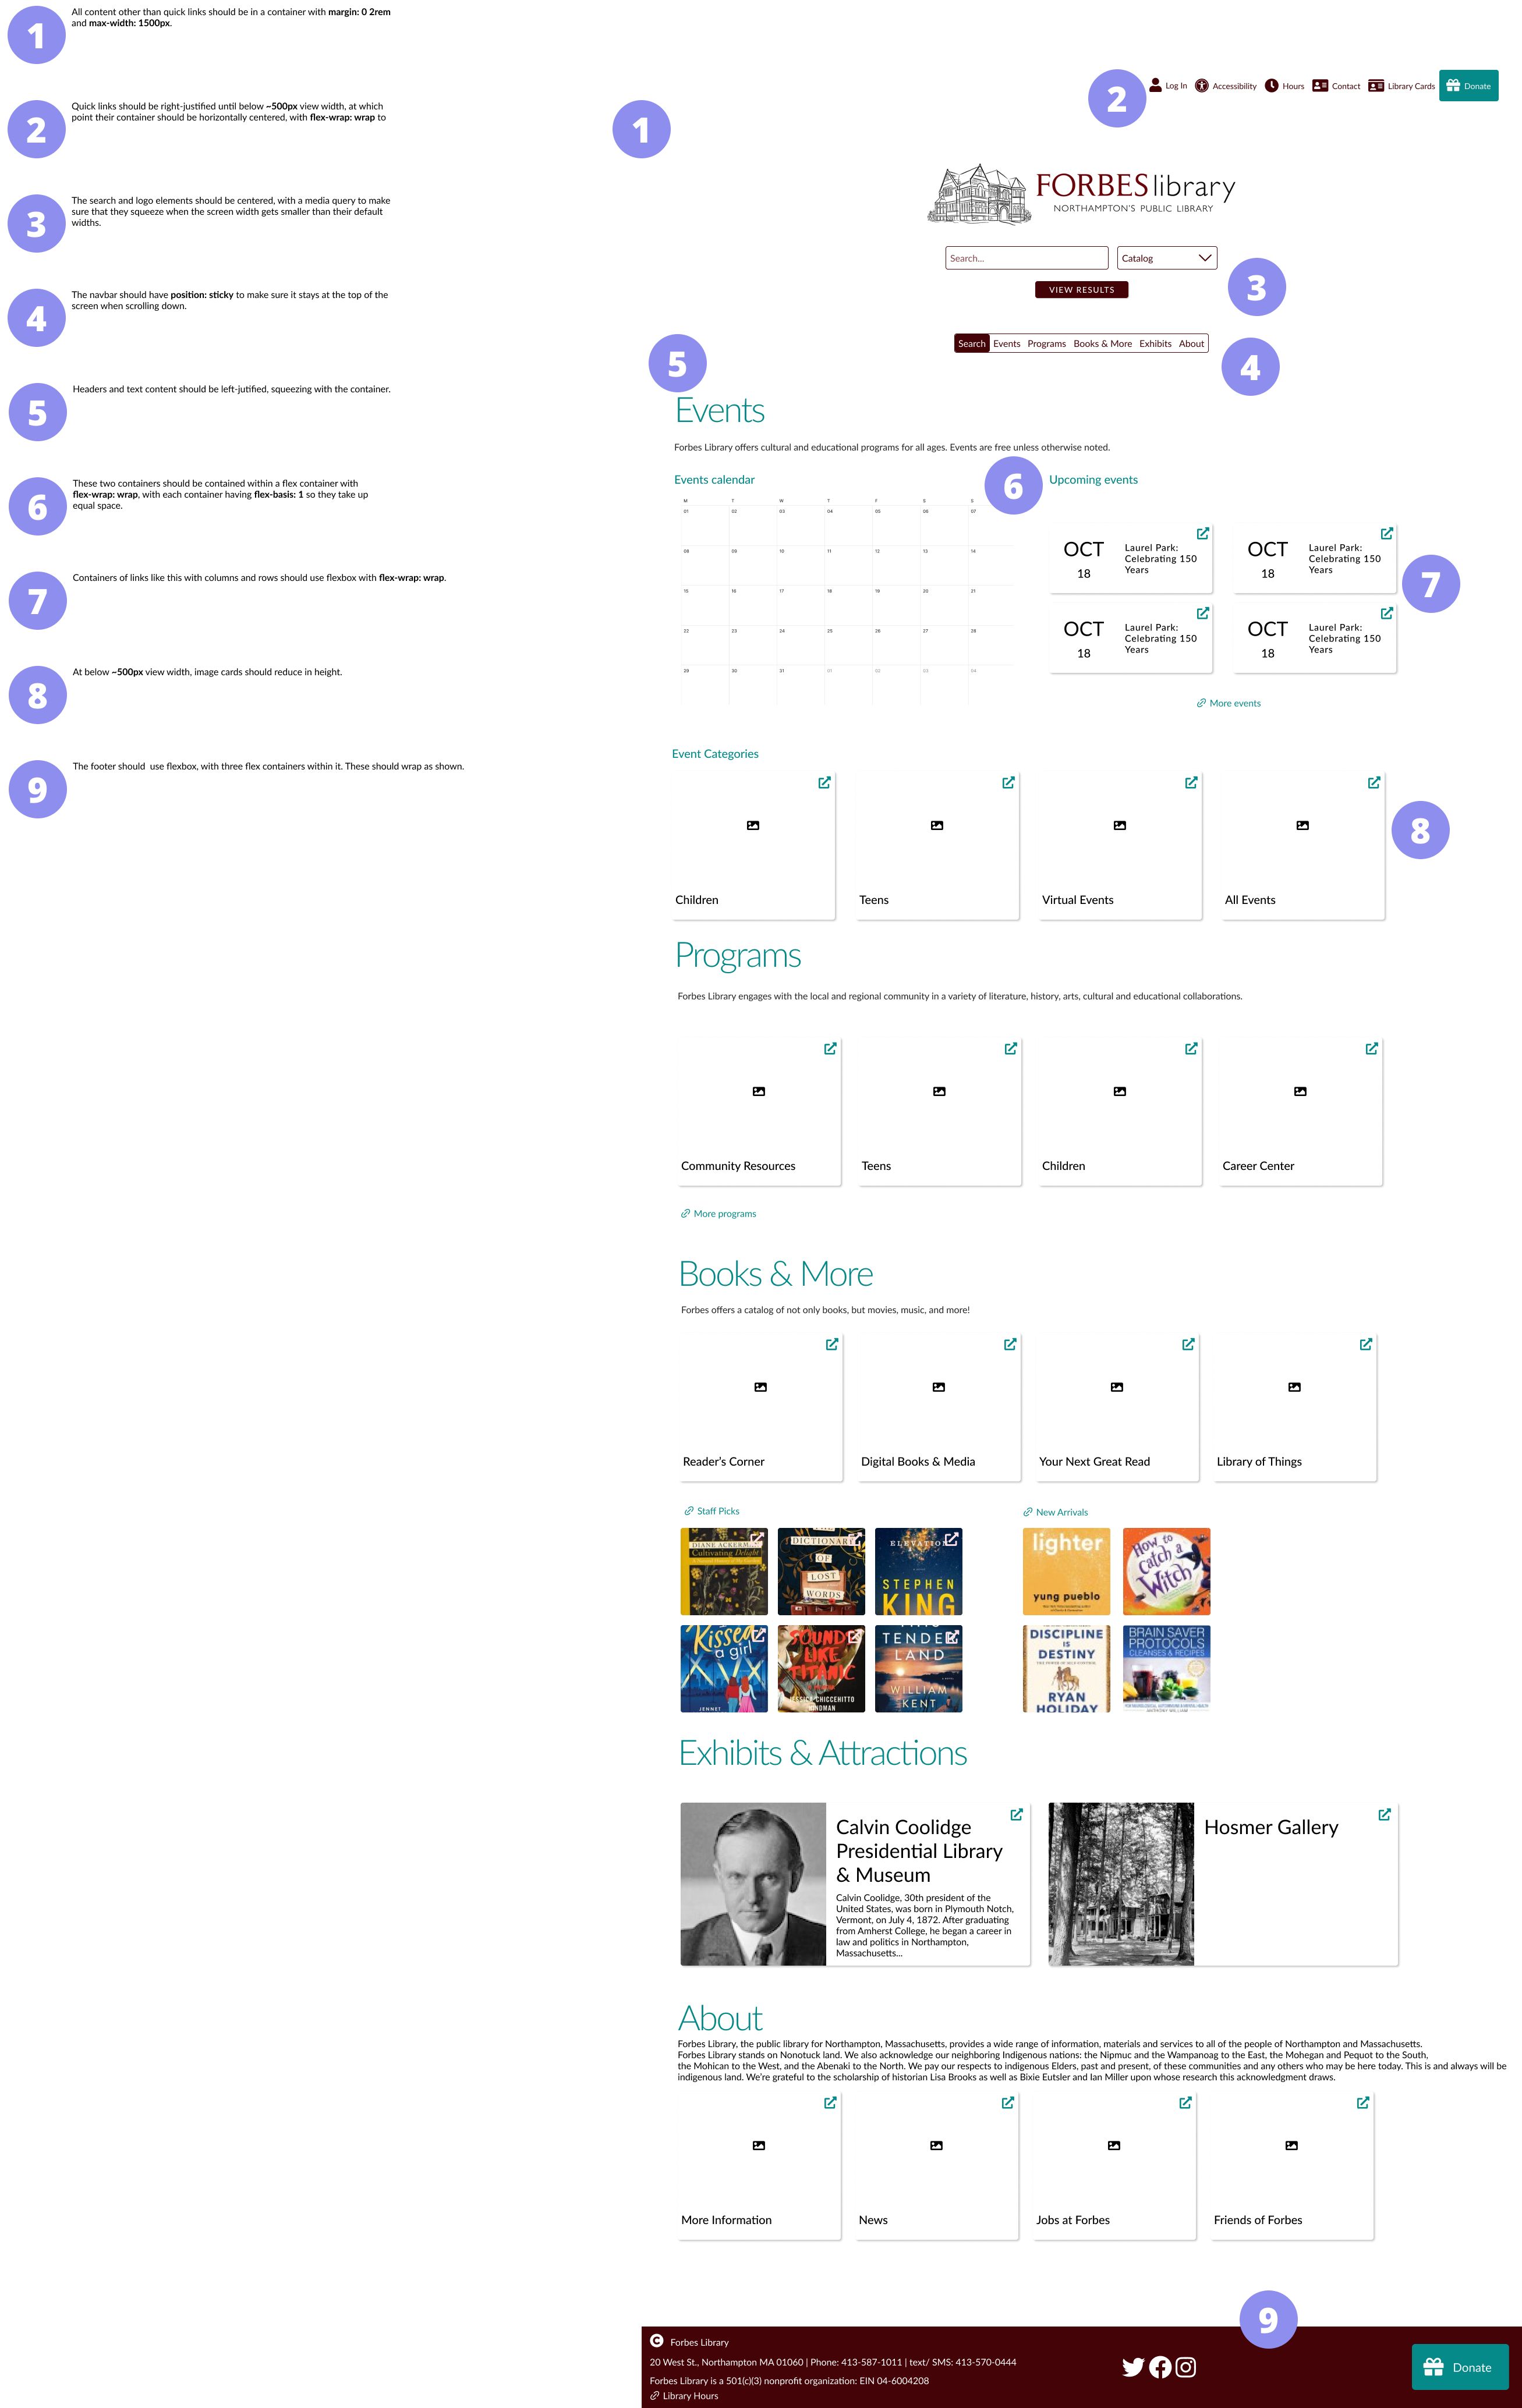 1
All content other than quick links should be in a container with margin: 0 2rem
and max-width: 1500px.
2
Quick links should be right-justified until below ~500px view width, at which
point their container should be horizontally centered, with flex-wrap: wrap to
3
The search and logo elements should be centered, with a media query to make
sure that they squeeze when the screen width gets smaller than their default
widths.
4
The navbar should have position: sticky to make sure it stays at the top of the
screen when scrolling down.
5
Headers and text content should be left-jutified, squeezing with the container.
6
These two containers should be contained within a flex container with
flex-wrap: wrap, with each container having flex-basis: 1 so they take up
equal space.
7
Containers of links like this with columns and rows should use flexbox with flex-wrap: wrap.
8
At below ~500px view width, image cards should reduce in height.
9
The footer should use flexbox, with three flex containers within it. These should wrap as shown.
2
Log In Accessibility Hours Contact Library Cards Donate
1
FORBES library
NORTHAMPTON'S PUBLIC LIBRARY
Search... Catalog
3
VIEW RESULTS
Search Events Programs Books & More Exhibits About
4
5
Events
Forbes Library offers cultural and educational programs for all ages. Events are free unless otherwise noted.
Events calendar
6
Upcoming events
M T W T F S S
01 02 03 04 05 06 07
08 09 10 11 12 13 14
15 16 17 18 19 20 21
22 23 24 25 26 27 28
29 30 31 01 02 03 04
OCT
18
Laurel Park:
Celebrating 150
Years
OCT
18
Laurel Park:
Celebrating 150
Years
7
OCT
18
Laurel Park:
Celebrating 150
Years
OCT
18
Laurel Park:
Celebrating 150
Years
More events
Event Categories
8
Children Teens Virtual Events All Events
Programs
Forbes Library engages with the local and regional community in a variety of literature, history, arts, cultural and educational collaborations.
Community Resources Teens Children Career Center
More programs
Books & More
Forbes offers a catalog of not only books, but movies, music, and more!
Reader's Corner Digital Books & Media Your Next Great Read Library of Things
Staff Picks
New Arrivals
DIANE ACKERM
Cultivating Delight
DICTIONAR
OF
LOST
WORDS
ELEVATION
STEPHEN
KING
lighter
yung pueblo
How to
Catch a
Witch
Kissed
a girl
JENNET
SOUNDS
LIKE
TITANIC
JESSICA CHICCEHITTO
HINDMAN
THIS
TENDER
LAND
WILLIAM
KENT
DISCIPLINE
IS
DESTINY
THE POWER OF SELF-CONTROL
RYAN
HOLIDAY
BRAIN SAVER
PROTOCOLS
CLEANSES & RECIPES
ANTHONY WILLIAM
Exhibits & Attractions
Calvin Coolidge
Presidential Library
& Museum
Calvin Coolidge, 30th president of the
United States, was born in Plymouth Notch,
Vermont, on July 4, 1872. After graduating
from Amherst College, he began a career in
law and politics in Northampton,
Massachusetts...
Hosmer Gallery
About
Forbes Library, the public library for Northampton, Massachusetts, provides a wide range of information, materials and services to all of the people of Northampton and Massachusetts.
Forbes Library stands on Nonotuck land. We also acknowledge our neighboring Indigenous nations: the Nipmuc and the Wampanoag to the East, the Mohegan and Pequot to the South,
the Mohican to the West, and the Abenaki to the North. We pay our respects to indigenous Elders, past and present, of these communities and any others who may be here today. This is and always will be
indigenous land. We're grateful to the scholarship of historian Lisa Brooks as well as Bixie Eutsler and Ian Miller upon whose research this acknowledgment draws.
More Information News Jobs at Forbes Friends of Forbes
9
Forbes Library
20 West St., Northampton MA 01060 | Phone: 413-587-1011 | text/ SMS: 413-570-0444
Forbes Library is a 501(c)(3) nonprofit organization: EIN 04-6004208
Library Hours
Donate